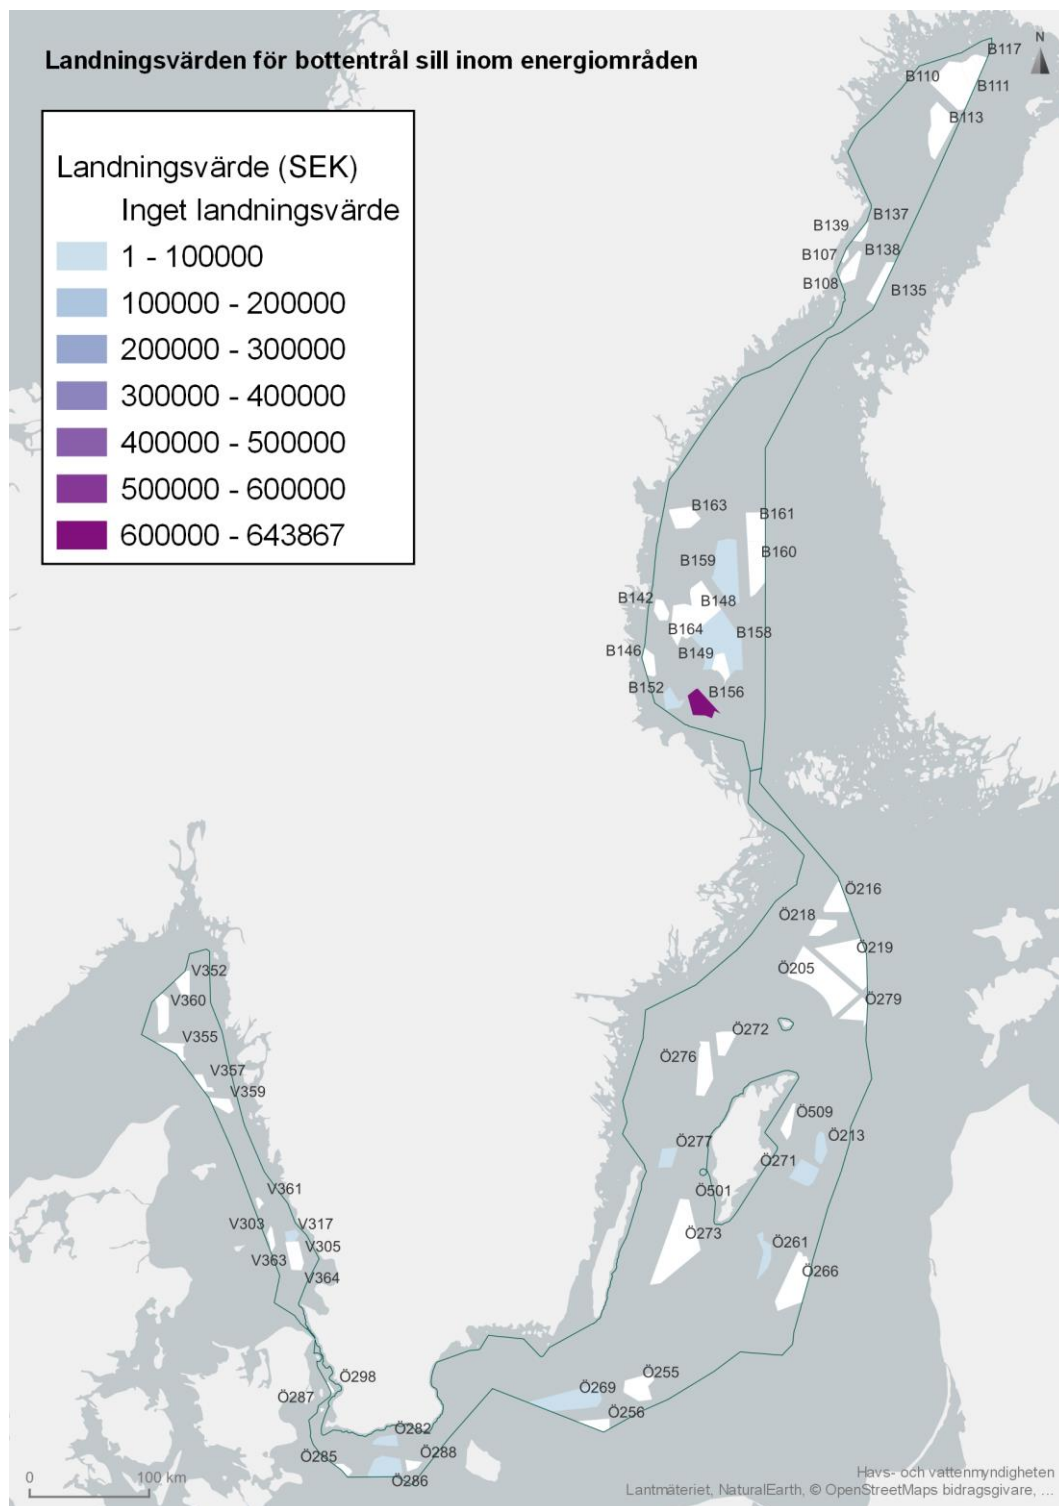 Landningsvärden för bottentrål sill inom energiområden
N
Landningsvärde (SEK)
Inget landningsvärde
1 - 100000
100000 - 200000
200000 - 300000
300000 - 400000
400000 - 500000
500000 - 600000
600000 - 643867
B117
B110
B111
B113
B137
B139
B138
B107
B108
B135
B163
B161
B160
B159
B142
B148
B164
B158
B146
B149
B152
B156
Ö216
Ö218
Ö219
Ö205
Ö279
V352
V360
V355
V357
V359
Ö272
Ö276
Ö509
Ö213
Ö277
Ö271
Ö501
V361
V303
V317
V305
V363
V364
Ö273
Ö261
Ö266
Ö298
Ö287
Ö255
Ö269
Ö256
Ö282
Ö285
Ö288
Ö286
0 100 km
Havs- och vattenmyndigheten
Lantmäteriet, NaturalEarth, © OpenStreetMaps bidragsgivare, ...